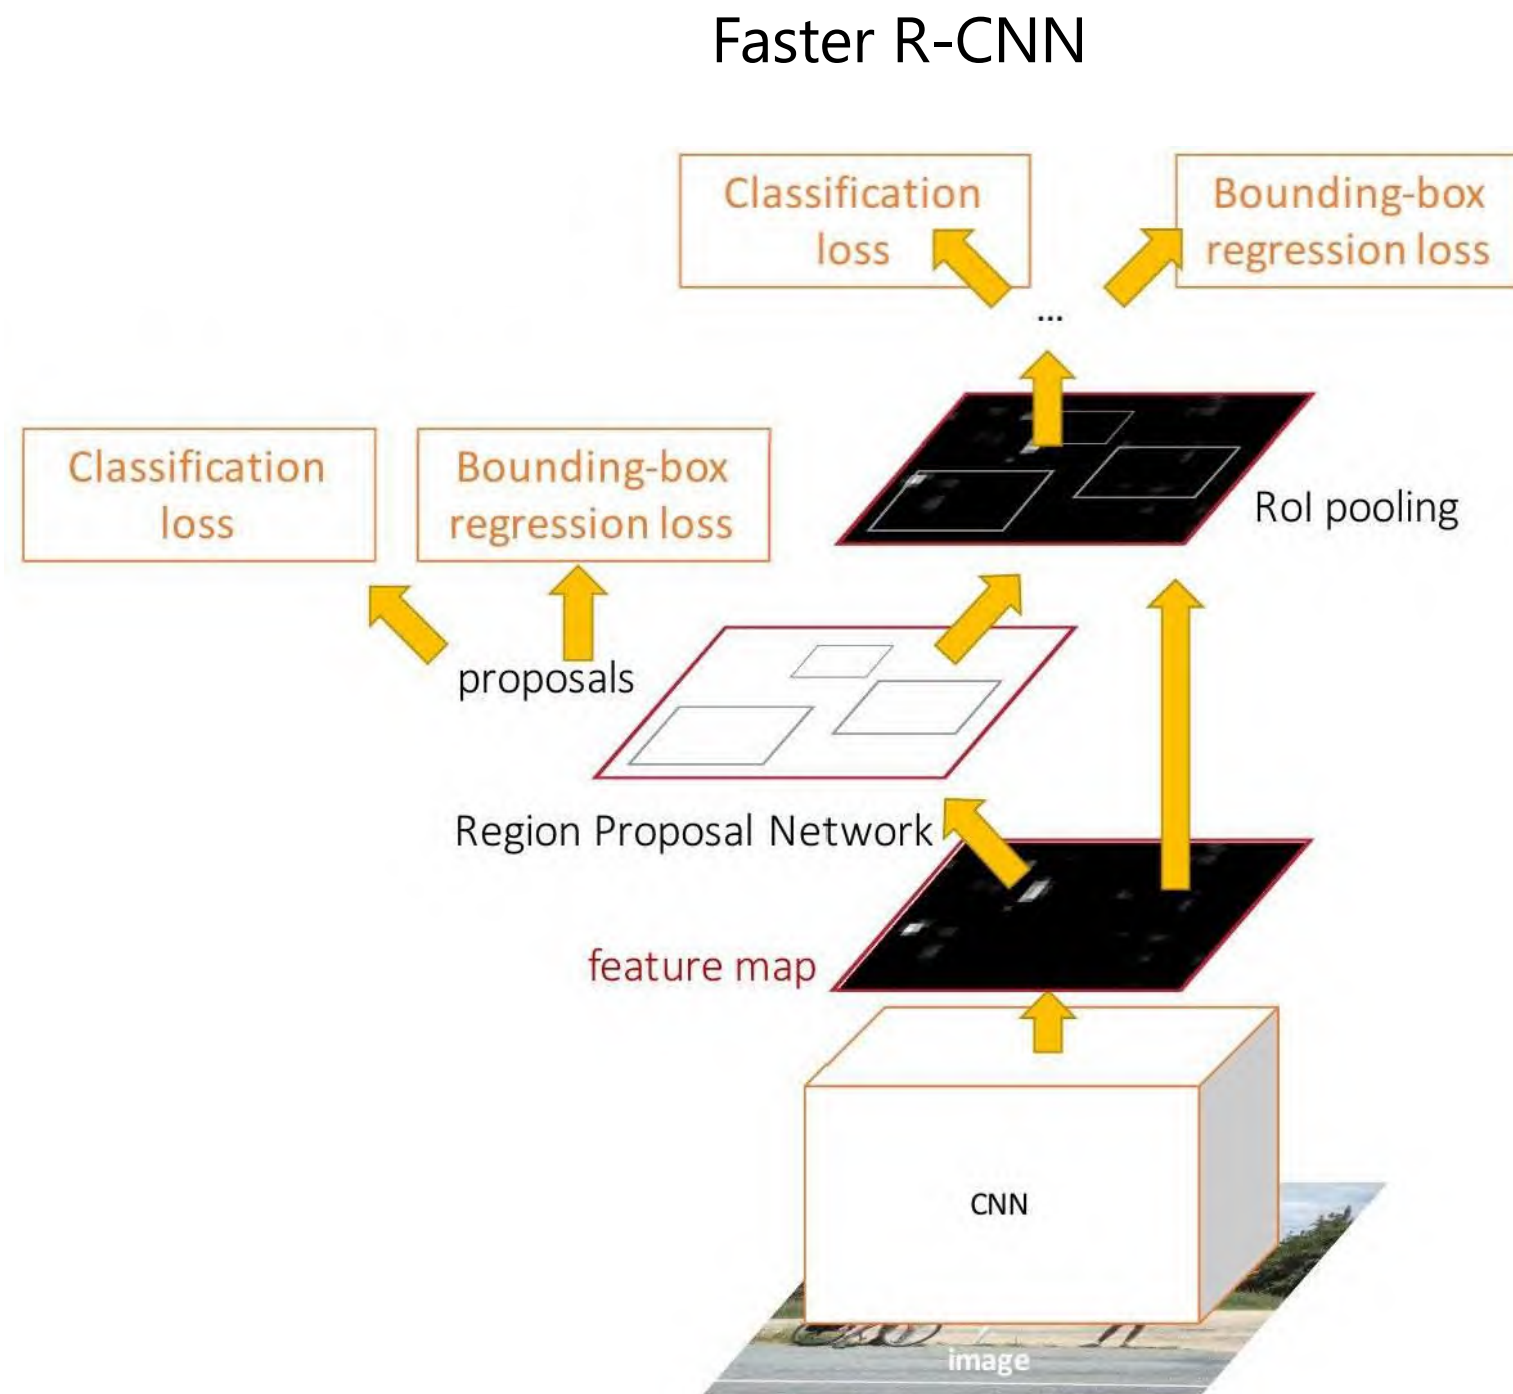 Faster R-CNN
Classification
loss
Bounding-box
regression loss
...
Classification
loss
Bounding-box
regression loss
RoI pooling
proposals
Region Proposal Network
feature map
CNN
image